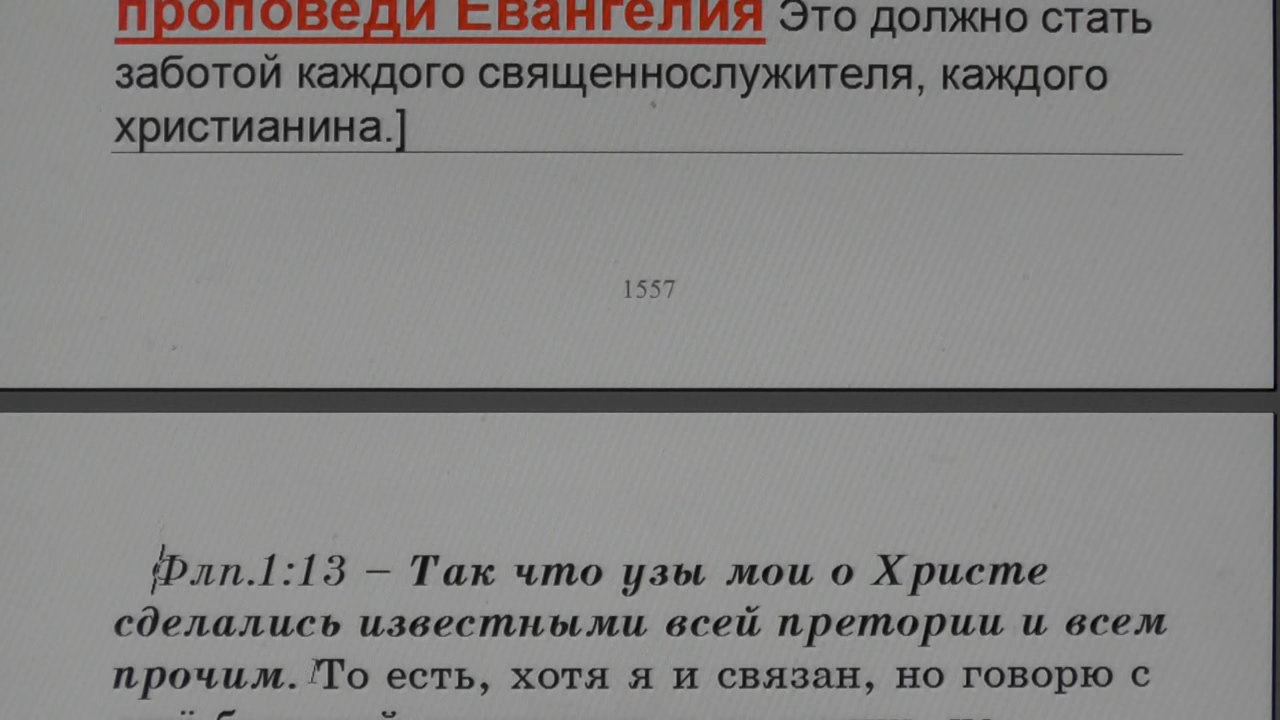 проповеди Евангелия Это должно стать
заботой каждого священнослужителя, каждого
христианина.]
1557
Флп.1:13 – Так что узы мои о Христе
сделались известными всей претории и всем
прочим. То есть, хотя я и связан, но говорю с